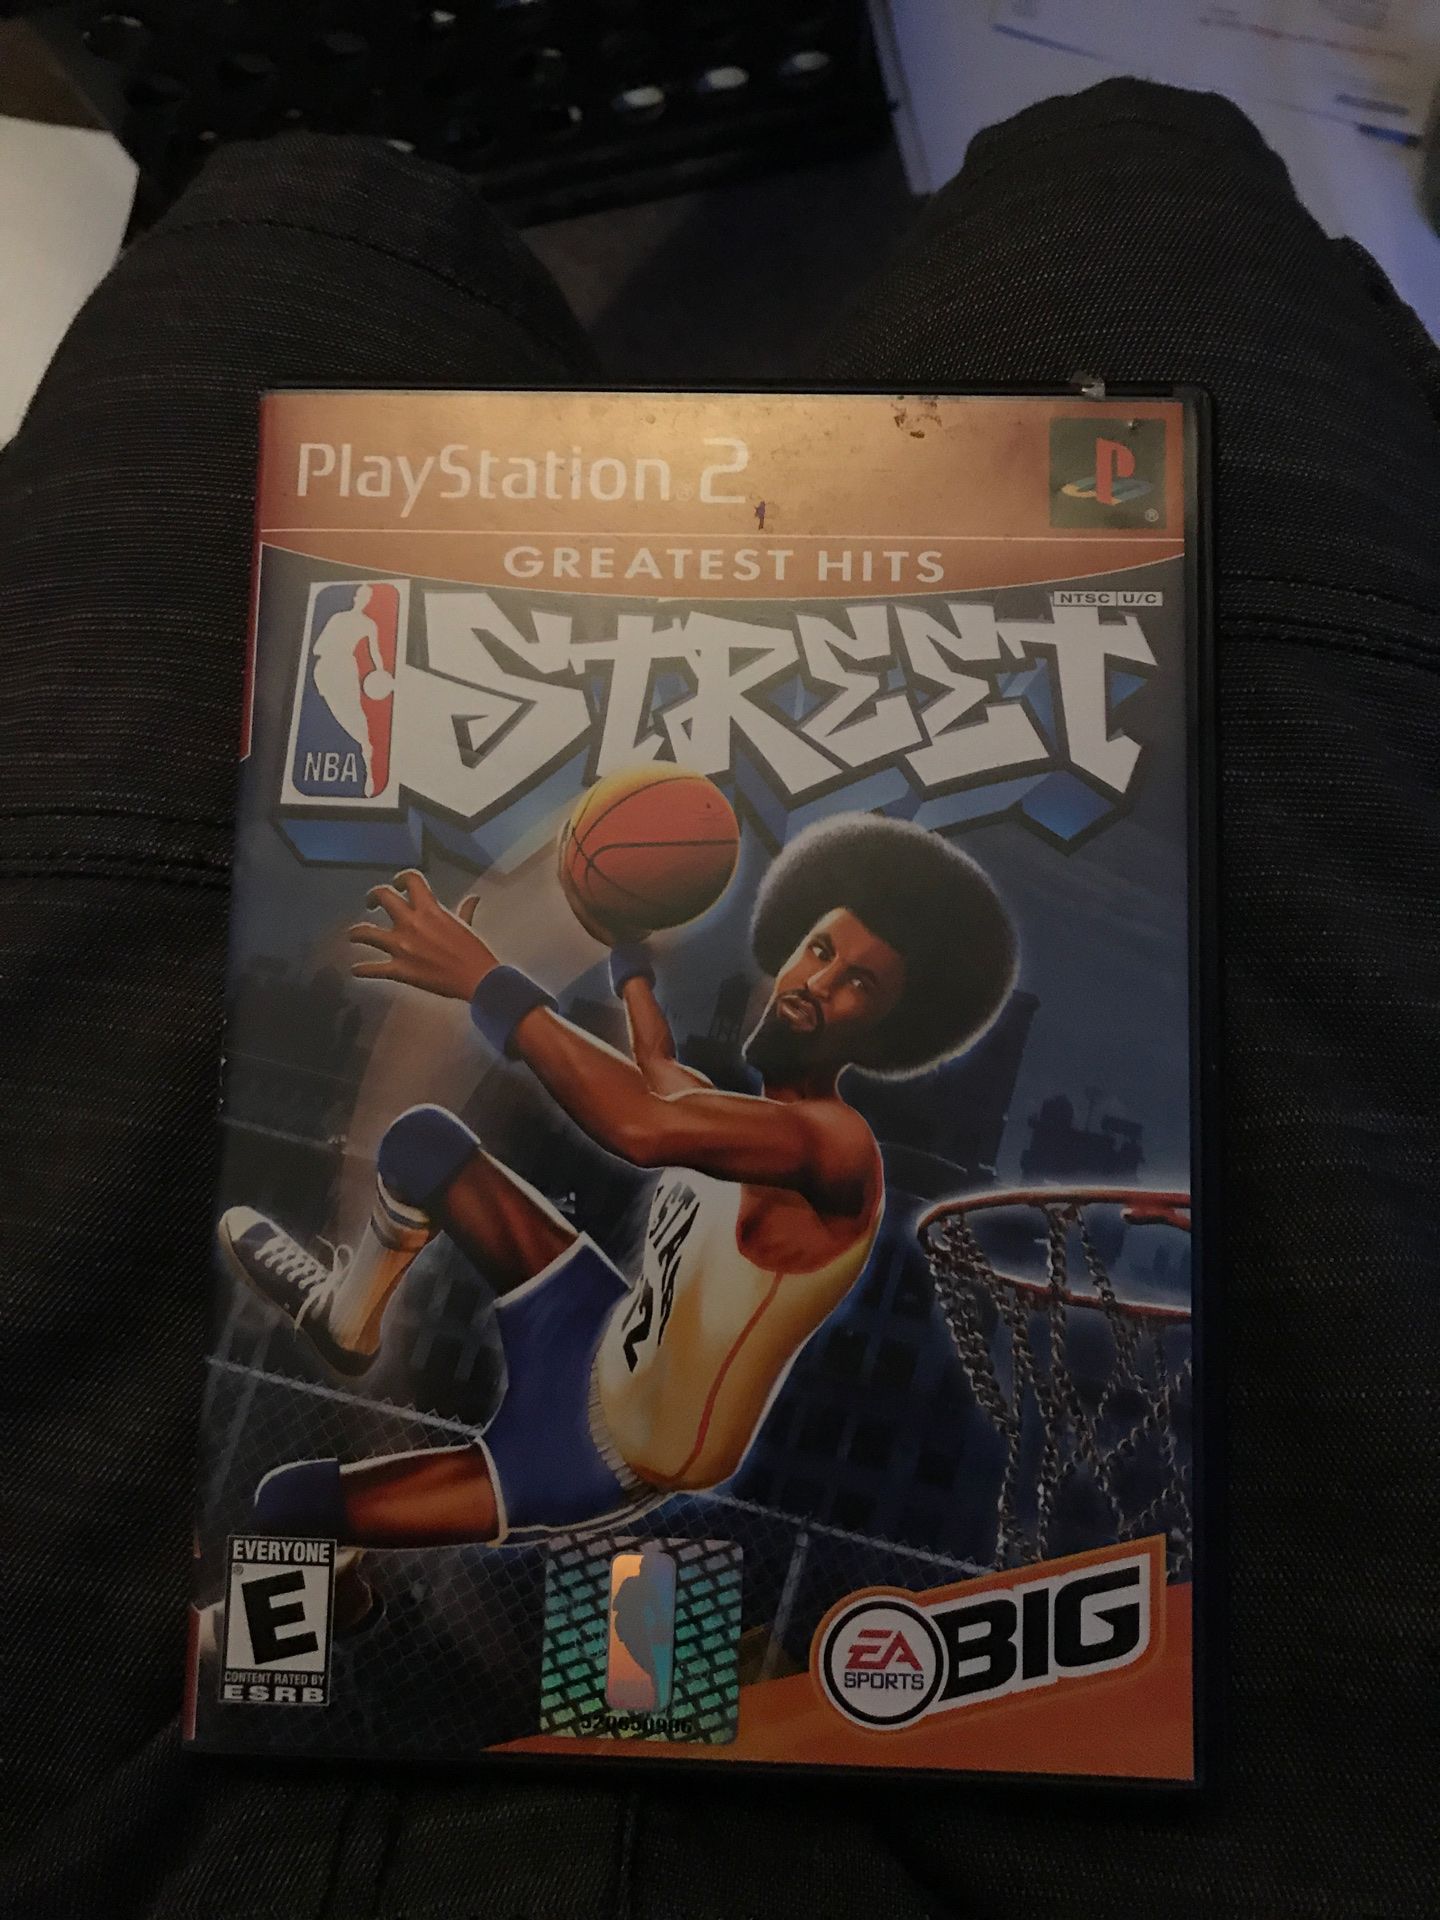 PlayStation®2
GREATEST HITS
NTSC U/C
NBA
STREET
EVERYONE
E
CONTENT RATED BY
ESRB
EA
SPORTS
BIG